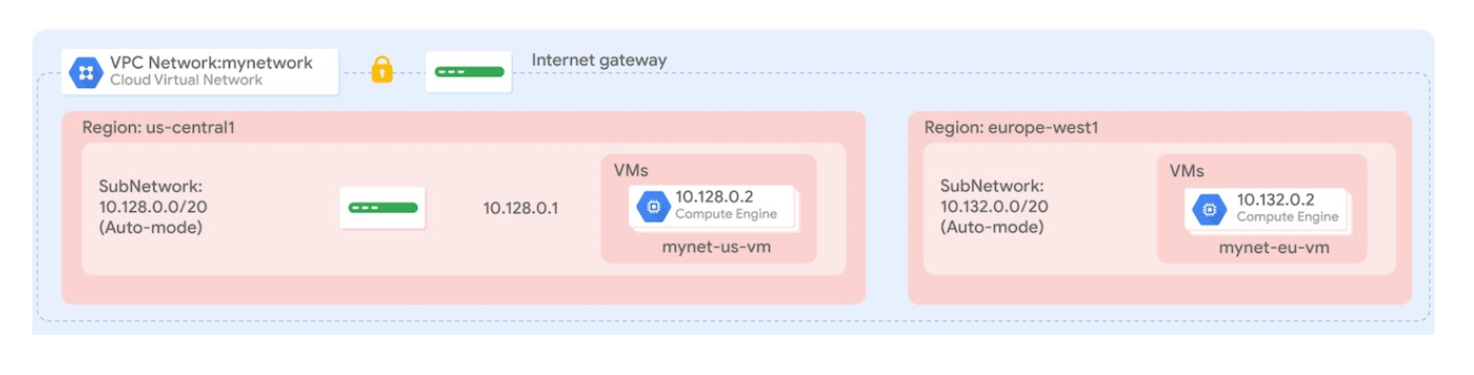 VPC Network:mynetwork
Cloud Virtual Network
Internet gateway
Region: us-central1
SubNetwork:
10.128.0.0/20
(Auto-mode)
10.128.0.1
VMs
10.128.0.2
Compute Engine
mynet-us-vm
Region: europe-west1
SubNetwork:
10.132.0.0/20
(Auto-mode)
VMs
10.132.0.2
Compute Engine
mynet-eu-vm